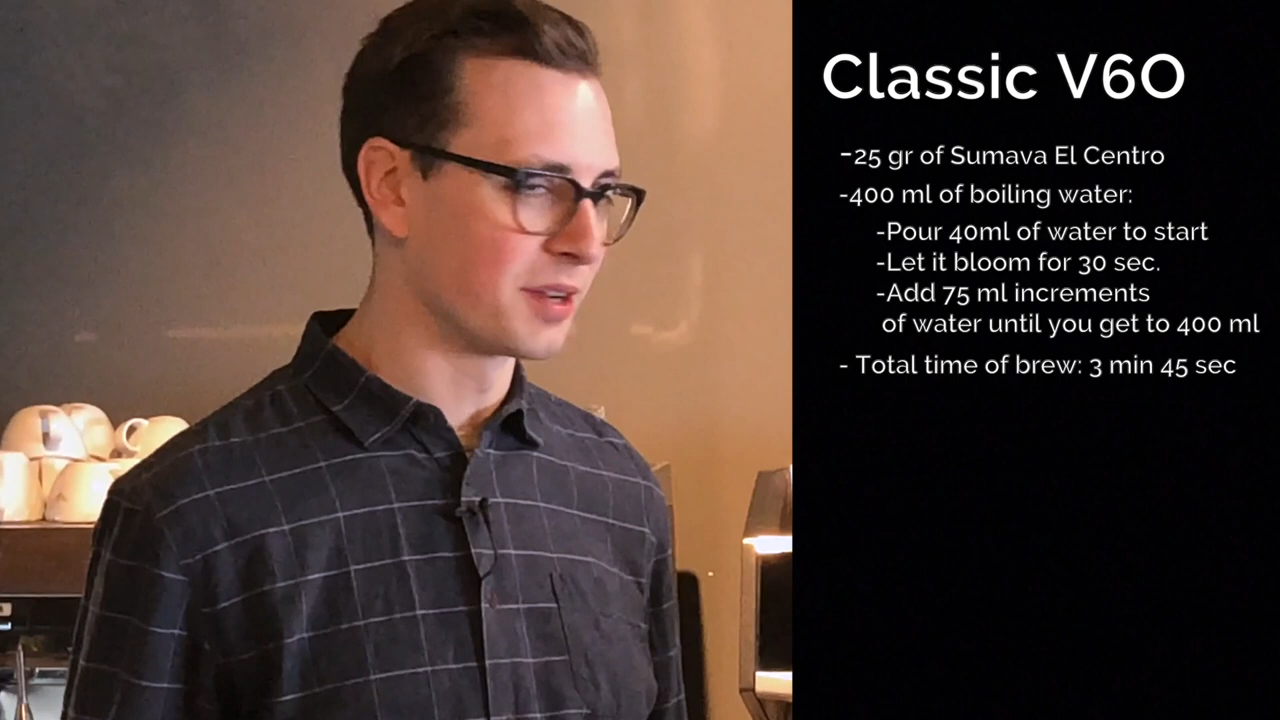 Classic V60
-25 gr of Sumava El Centro
-400 ml of boiling water:
-Pour 40ml of water to start
-Let it bloom for 30 sec.
-Add 75 ml increments
of water until you get to 400 ml
- Total time of brew: 3 min 45 sec